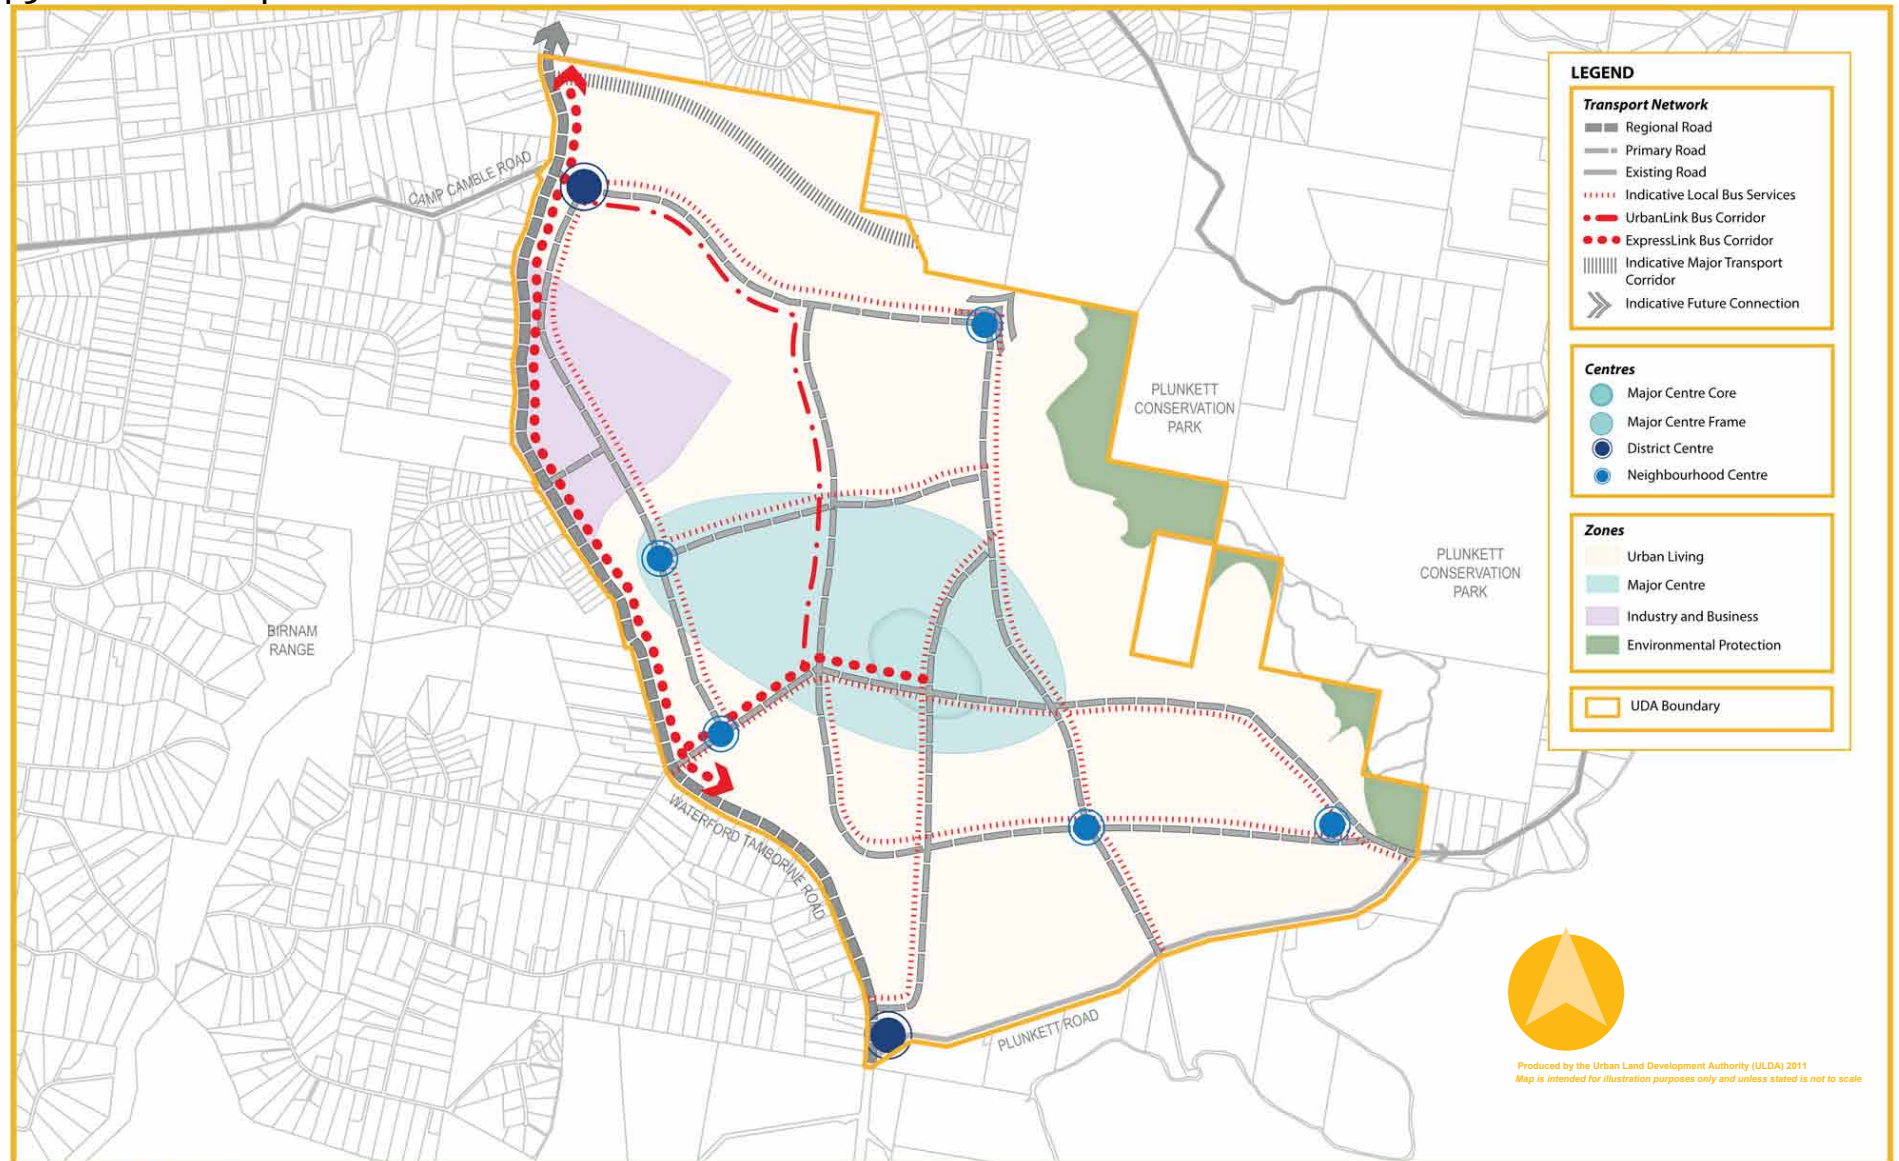 CAMP CAMBLE ROAD
PLUNKETT
CONSERVATION
PARK
PLUNKETT
CONSERVATION
PARK
BIRNAM
RANGE
WATERFORD TAMBORINE ROAD
PLUNKETT ROAD
LEGEND
Transport Network
Regional Road
Primary Road
Existing Road
Indicative Local Bus Services
UrbanLink Bus Corridor
ExpressLink Bus Corridor
Indicative Major Transport
Corridor
Indicative Future Connection
Centres
Major Centre Core
Major Centre Frame
District Centre
Neighbourhood Centre
Zones
Urban Living
Major Centre
Industry and Business
Environmental Protection
UDA Boundary
Produced by the Urban Land Development Authority (ULDA) 2011
Map is intended for illustration purposes only and unless stated is not to scale